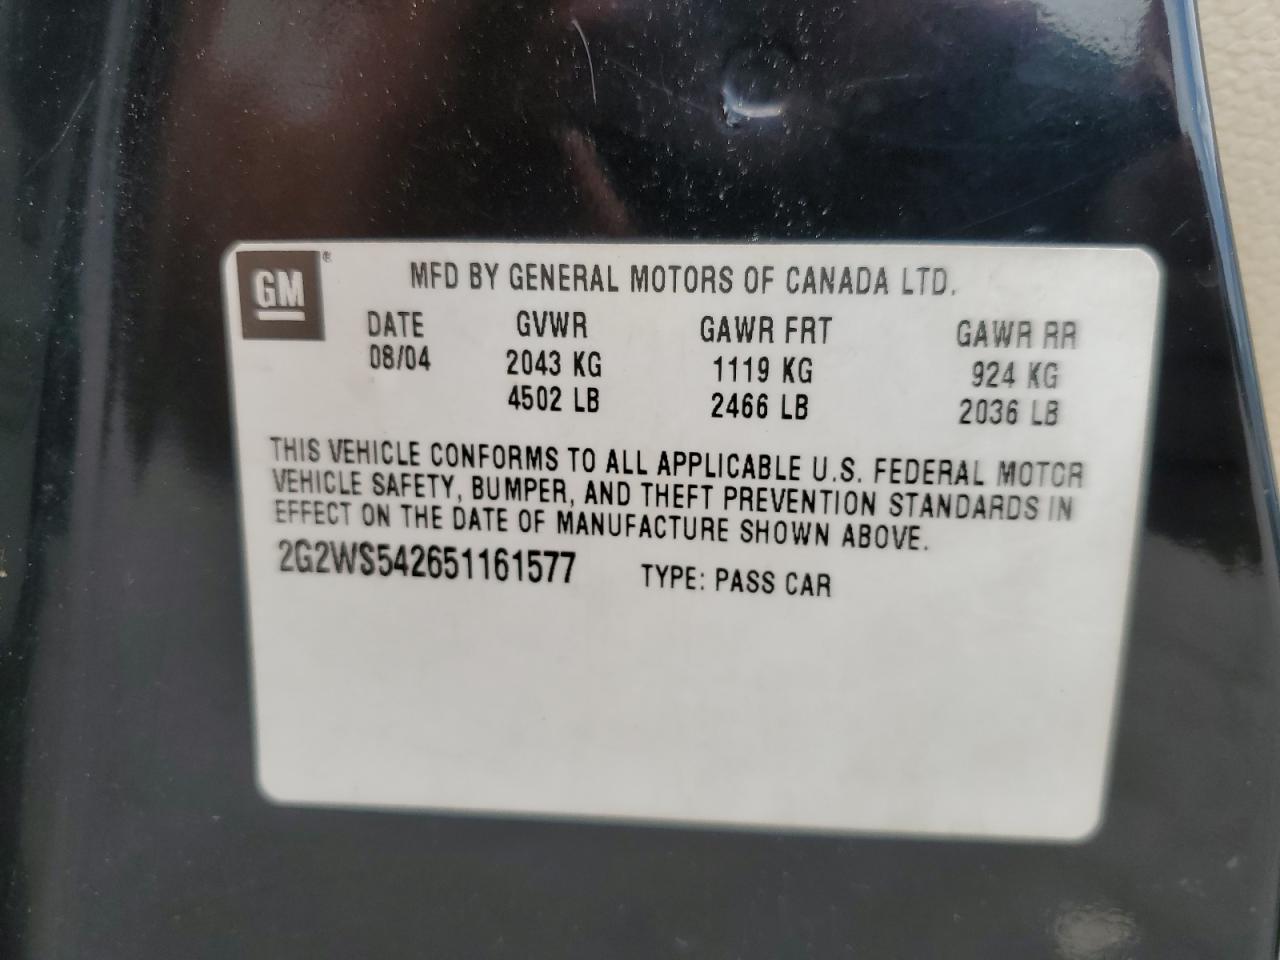 GM®
MFD BY GENERAL MOTORS OF CANADA LTD.
DATE GVWR GAWR FRT GAWR RR
08/04 2043 KG 1119 KG 924 KG
4502 LB 2466 LB 2036 LB
THIS VEHICLE CONFORMS TO ALL APPLICABLE U.S. FEDERAL MOTOR
VEHICLE SAFETY, BUMPER, AND THEFT PREVENTION STANDARDS IN
EFFECT ON THE DATE OF MANUFACTURE SHOWN ABOVE.
2G2WS542651161577 TYPE: PASS CAR